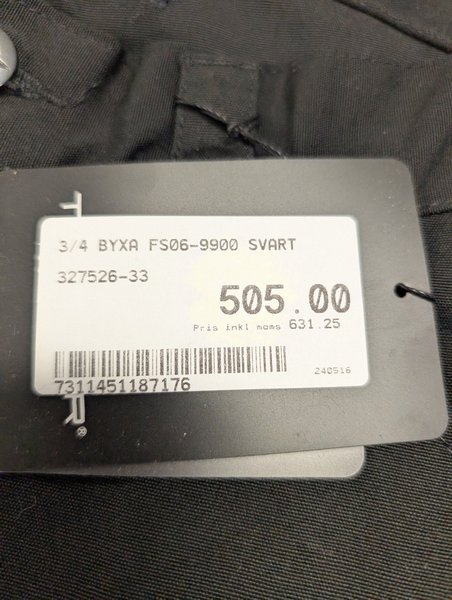 3/4 BYXA FS06-9900 SVART
327526-33
505.00
Pris inkl moms 631.25
240516
7311451187176
®